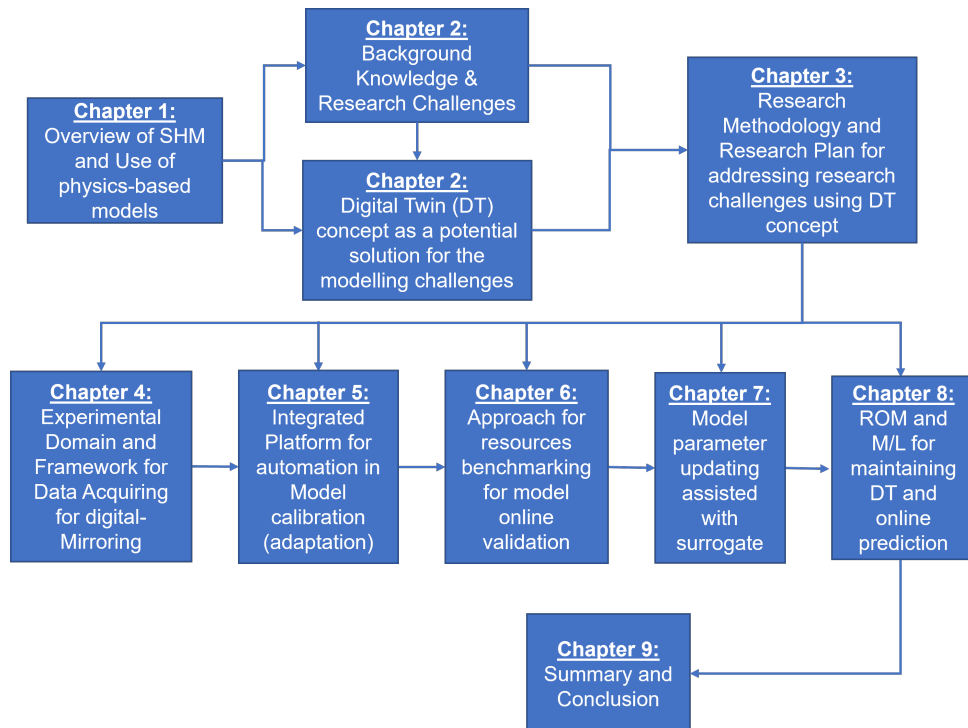 Chapter 2:
Background
Knowledge &
Research Challenges
Chapter 1:
Overview of SHM
and Use of
physics-based
models
Chapter 2:
Digital Twin (DT)
concept as a potential
solution for the
modelling challenges
Chapter 3:
Research
Methodology and
Research Plan for
addressing research
challenges using DT
concept
Chapter 4:
Experimental
Domain and
Framework for
Data Acquiring
for digital-
Mirroring
Chapter 5:
Integrated
Platform for
automation in
Model
calibration
(adaptation)
Chapter 6:
Approach for
resources
benchmarking
for model
online
validation
Chapter 7:
Model
parameter
updating
assisted
with
surrogate
Chapter 8:
ROM and
M/L for
maintaining
DT and
online
prediction
Chapter 9:
Summary and
Conclusion